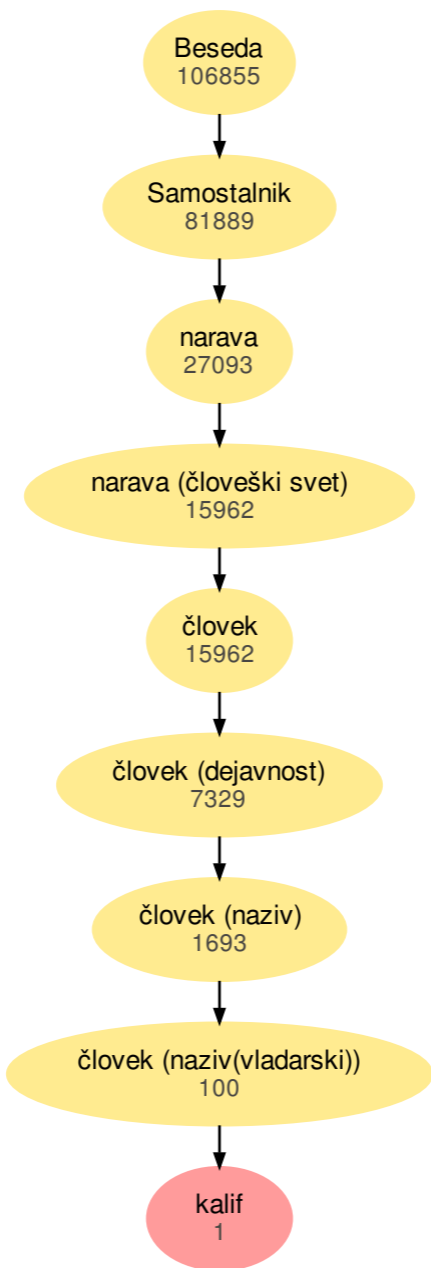 Beseda
106855
Samostalnik
81889
narava
27093
narava (človeški svet)
15962
človek
15962
človek (dejavnost)
7329
človek (naziv)
1693
človek (naziv(vladarski))
100
kalif
1